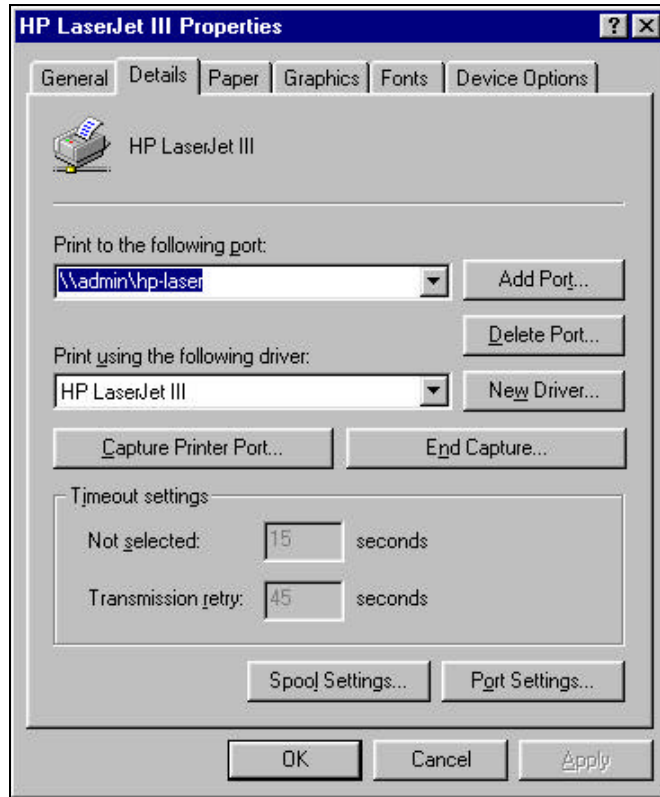 HP LaserJet III Properties
General Details Paper Graphics Fonts Device Options
HP LaserJet III
Print to the following port:
\\admin\hp-laser Add Port...
Delete Port...
Print using the following driver:
HP LaserJet III New Driver...
Capture Printer Port... End Capture...
Timeout settings
Not selected: 15 seconds
Transmission retry: 45 seconds
Spool Settings... Port Settings...
OK Cancel Apply